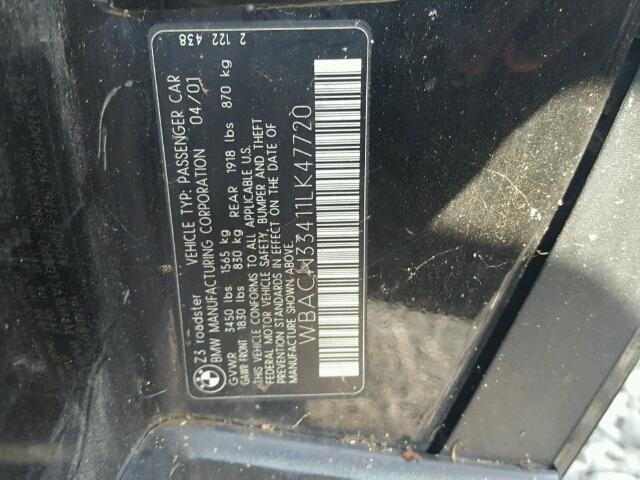 Z3 roadster VEHICLE TYP: PASSENGER CAR 2 122 438
BMW MANUFACTURING CORPORATION 04/01
GVWR 3450 lbs 1565 kg
GAWR FRONT 1830 lbs 830 kg REAR 1918 lbs 870 kg
THIS VEHICLE CONFORMS TO ALL APPLICABLE U.S.
FEDERAL MOTOR VEHICLE SAFETY, BUMPER AND THEFT
PREVENTION STANDARDS IN EFFECT ON THE DATE OF
MANUFACTURE SHOWN ABOVE.
WBACN33411LK47720